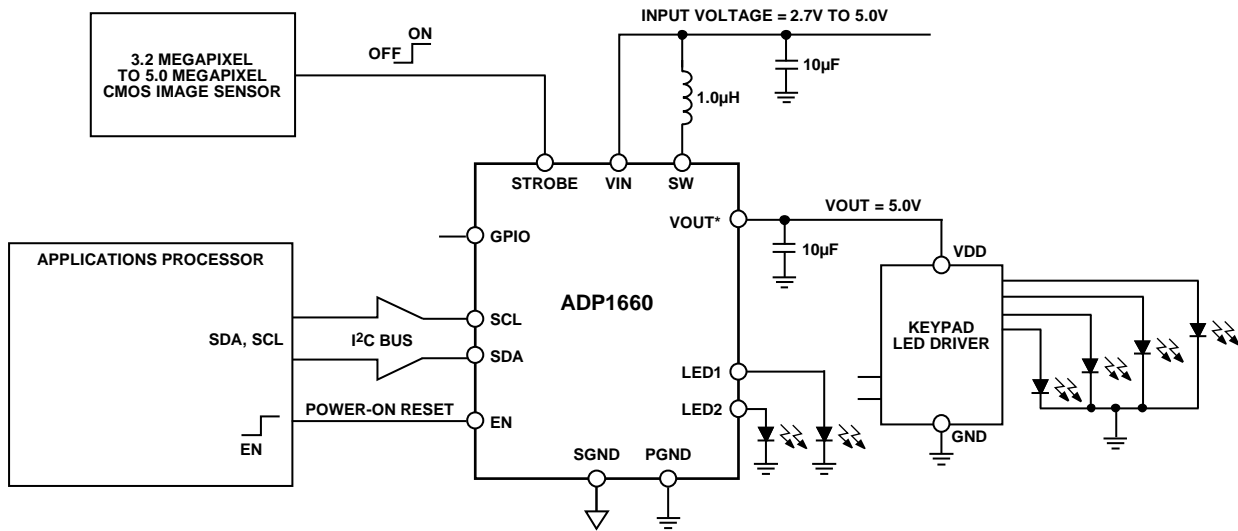 INPUT VOLTAGE = 2.7V TO 5.0V
ON
OFF
3.2 MEGAPIXEL
TO 5.0 MEGAPIXEL
CMOS IMAGE SENSOR
10µF
1.0µH
STROBE
VIN
SW
VOUT*
VOUT = 5.0V
GPIO
10µF
VDD
APPLICATIONS PROCESSOR
ADP1660
SCL
SDA, SCL
I2C BUS
SDA
KEYPAD
LED DRIVER
LED1
LED2
POWER-ON RESET
EN
EN
GND
SGND
PGND